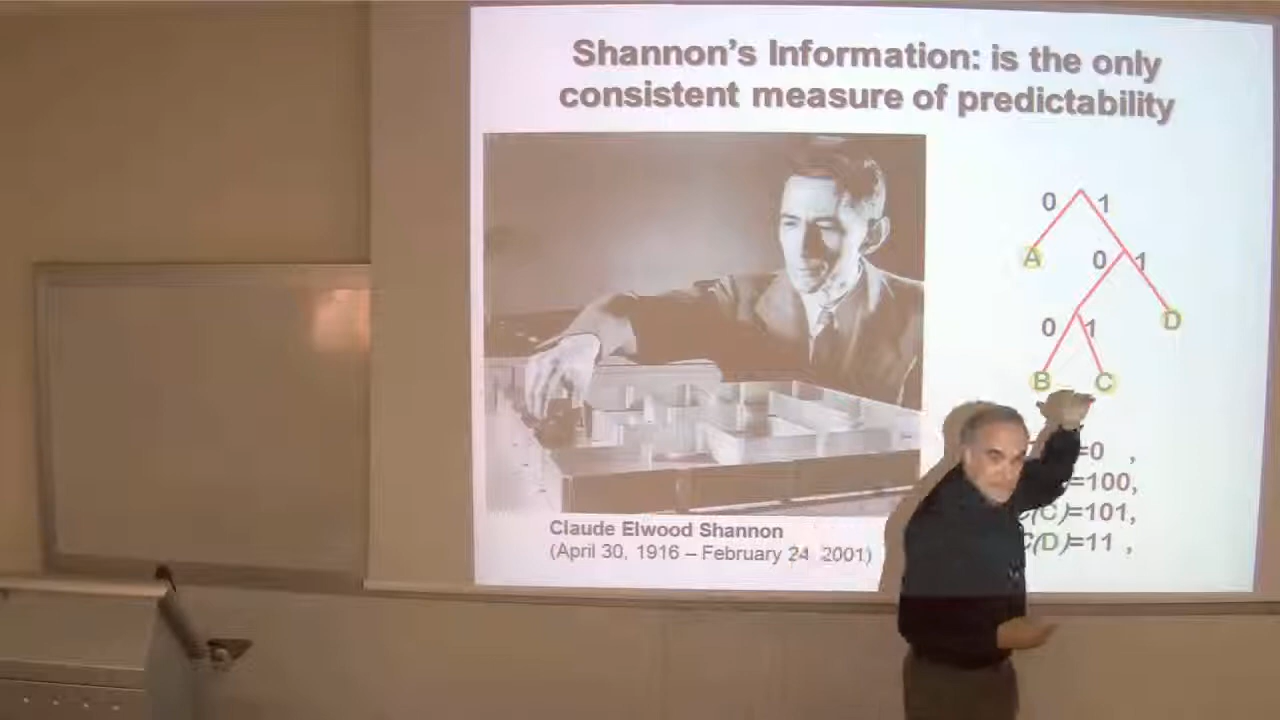 Shannon's Information: is the only
consistent measure of predictability
0 1
A 0 1
0 1 D
B C
=0 ,
=100,
C(C)=101,
C(D)=11 ,
Claude Elwood Shannon
(April 30, 1916 – February 24 2001)